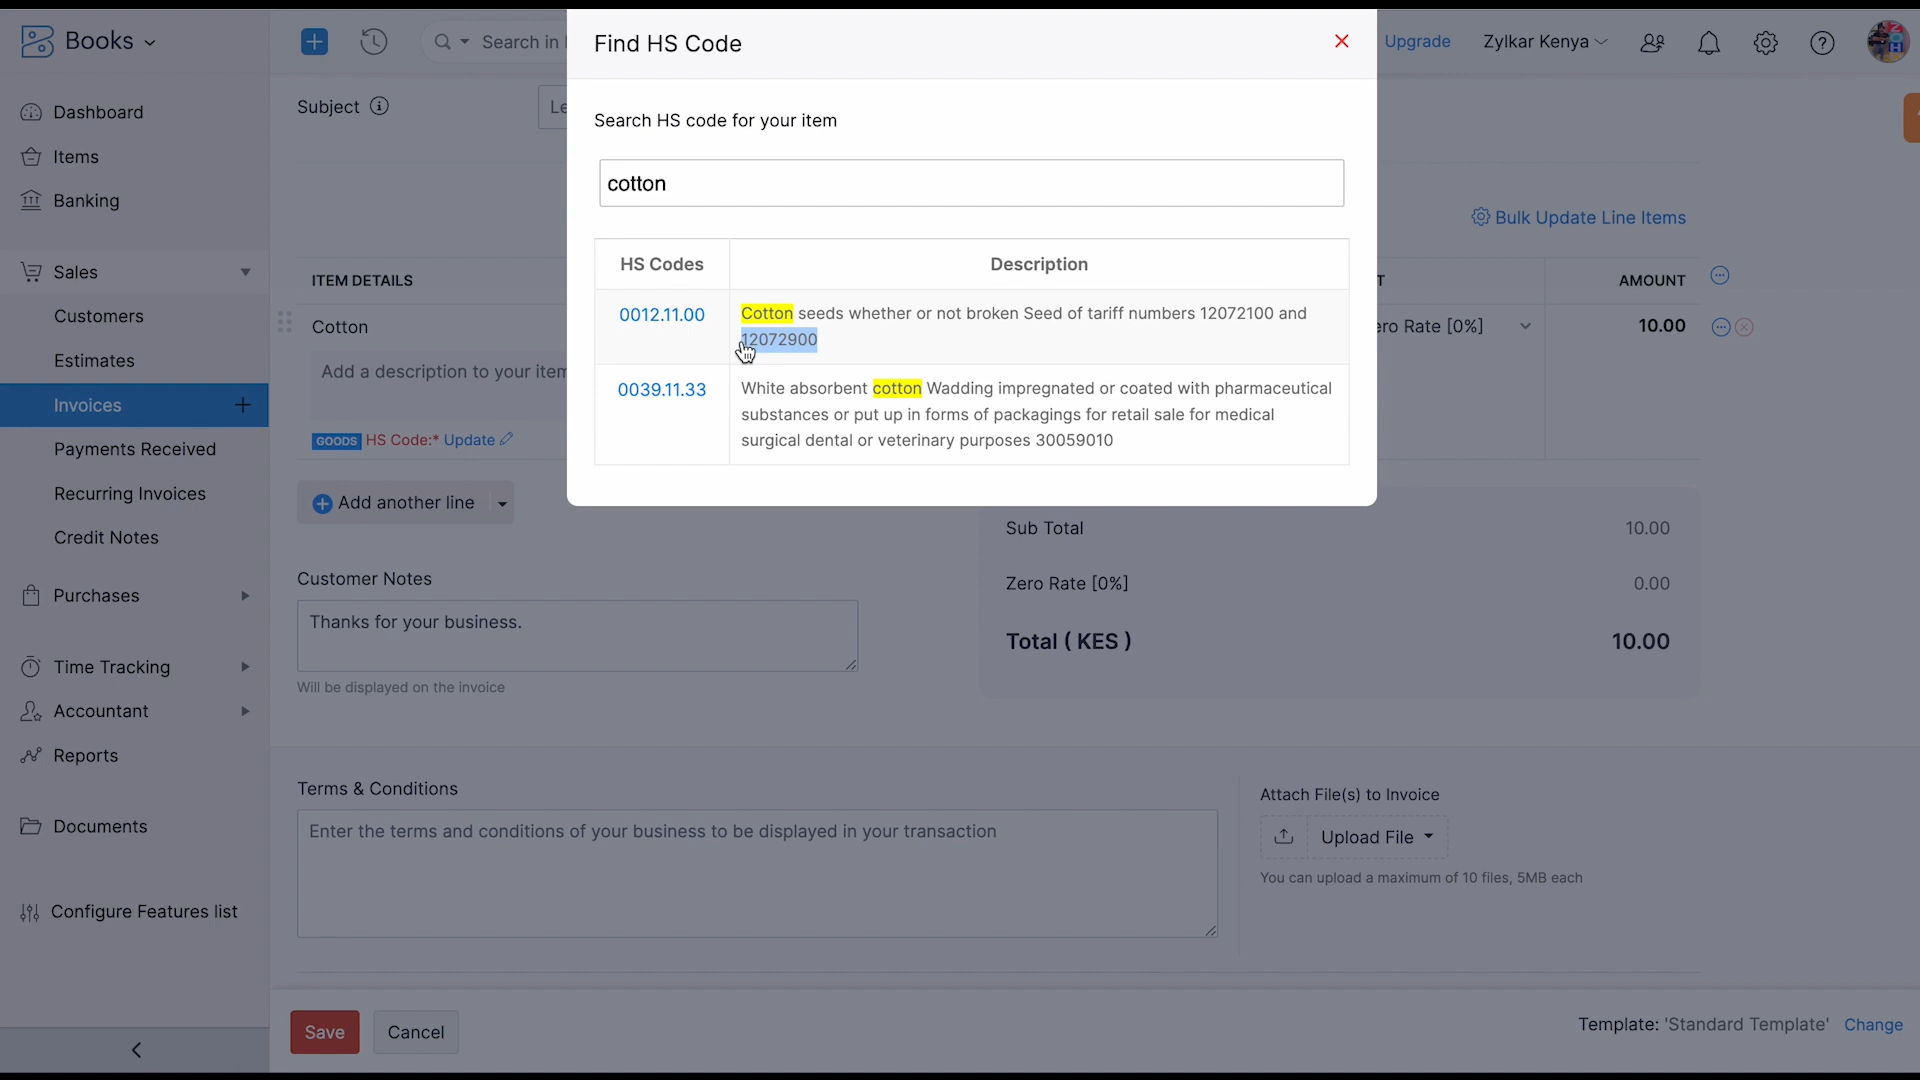 Books
Search in
Find HS Code
Upgrade
Zylkar Kenya
Dashboard
Items
Banking
Sales
Customers
Estimates
Invoices
Payments Received
Recurring Invoices
Credit Notes
Purchases
Time Tracking
Accountant
Reports
Documents
Configure Features list
Subject
Le
Search HS code for your item
cotton
HS Codes
Description
0012.11.00
Cotton seeds whether or not broken Seed of tariff numbers 12072100 and
12072900
0039.11.33
White absorbent cotton Wadding impregnated or coated with pharmaceutical
substances or put up in forms of packagings for retail sale for medical
surgical dental or veterinary purposes 30059010
Bulk Update Line Items
ITEM DETAILS
T
AMOUNT
Cotton
ero Rate [0%]
10.00
Add a description to your item
GOODS HS Code:* Update
Add another line
Sub Total
10.00
Zero Rate [0%]
0.00
Total ( KES )
10.00
Customer Notes
Thanks for your business.
Will be displayed on the invoice
Terms & Conditions
Enter the terms and conditions of your business to be displayed in your transaction
Attach File(s) to Invoice
Upload File
You can upload a maximum of 10 files, 5MB each
Save
Cancel
Template: 'Standard Template' Change